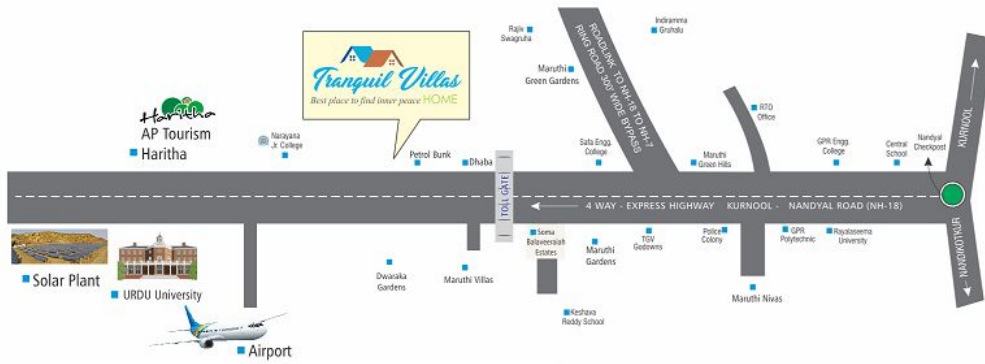 Rajiv
Swagruha
Indiramma
Gruhalu
Maruthi
Green Gardens
ROADLINK TO NH-18 TO NH-7
RING ROAD 300' WIDE BYPASS
Tranquil Villas
Best place to find inner peace HOME
Haritha
AP Tourism
Haritha
Narayana
Jr. College
Petrol Bunk
Dhaba
Safa Engg.
College
Maruthi
Green Hills
RTO
Office
GPR Engg.
College
Central
School
Nandyal
Checkpost
KURNOOL
TOLL GATE
4 WAY - EXPRESS HIGHWAY KURNOOL - NANDYAL ROAD (NH-18)
NANDIKOTKUR
Solar Plant
URDU University
Airport
Dwaraka
Gardens
Maruthi Villas
Soma
Balaveeraiah
Estates
Maruthi
Gardens
TGV
Godowns
Police
Colony
GPR
Polytechnic
Rayalaseema
University
Keshava
Reddy School
Maruthi Nivas